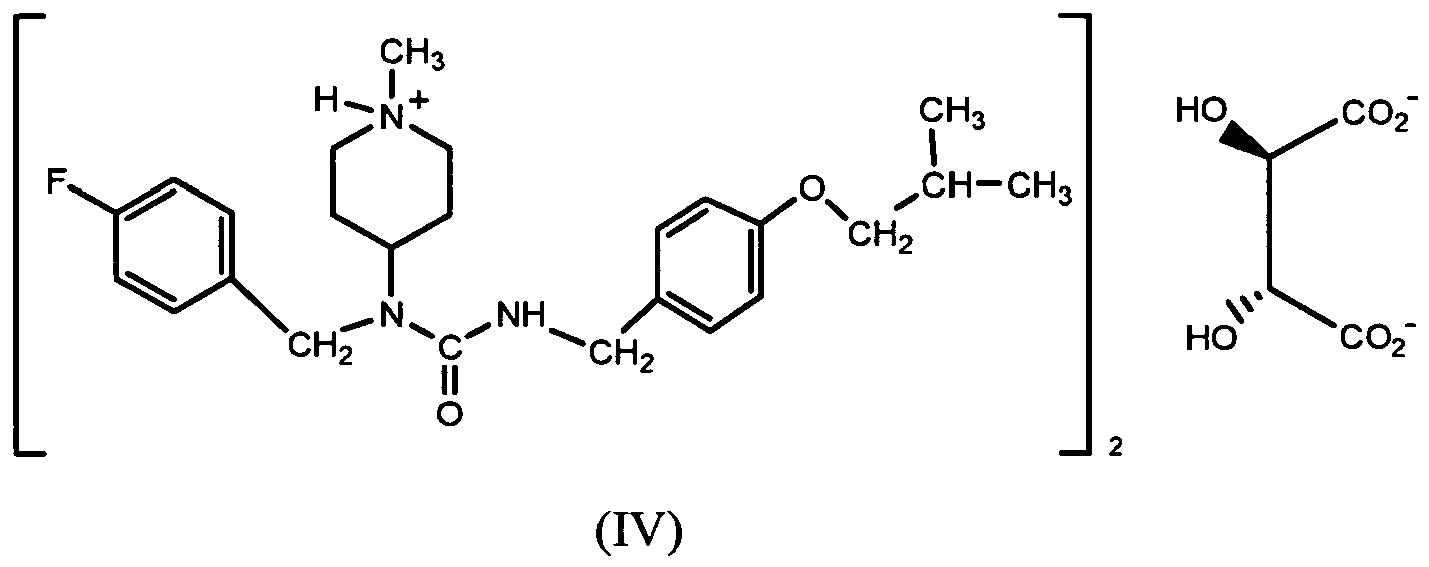 CH3
H N+
CH3
F
O
CH CH3
CH2
N NH
CH2 C CH2
O
2
HO CO2-
HO CO2-
(IV)